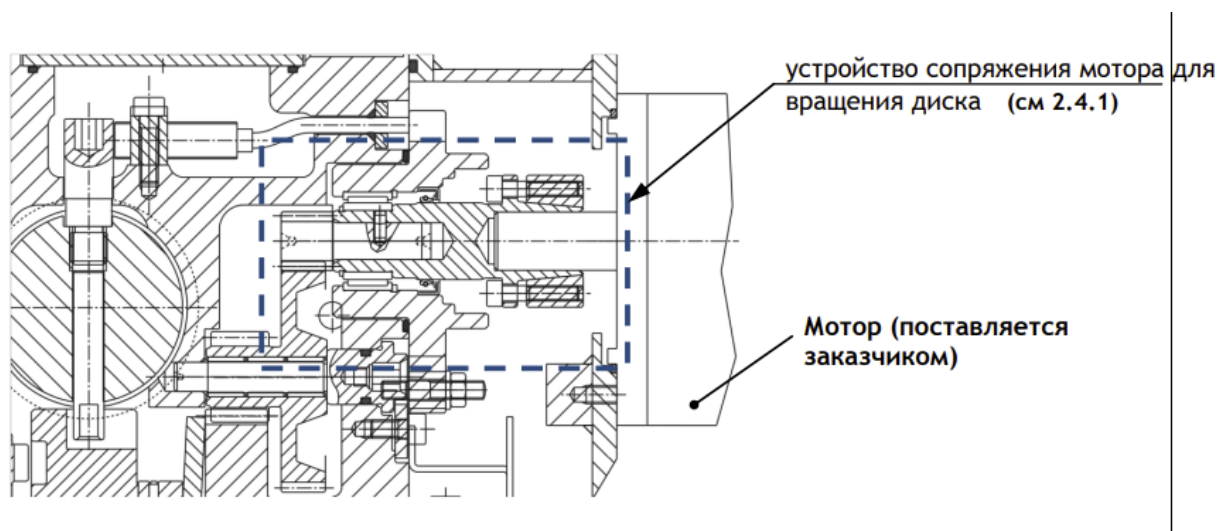 устройство сопряжения мотора для
вращения диска (см 2.4.1)
Мотор (поставляется
заказчиком)